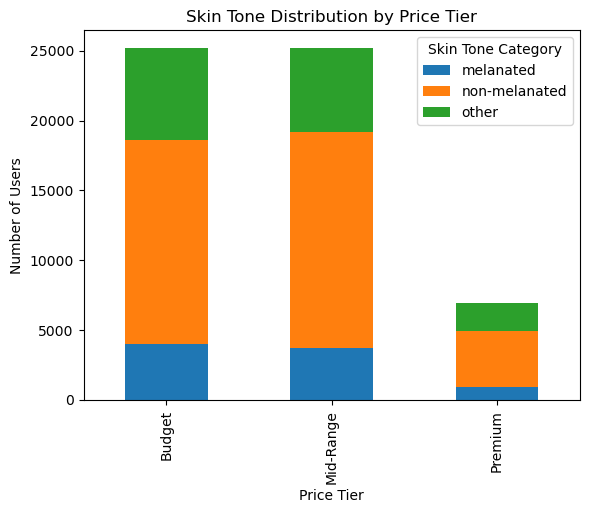 Skin Tone Distribution by Price Tier
Skin Tone Category
melanated
non-melanated
other
Number of Users
25000
20000
15000
10000
5000
0
Budget
Mid-Range
Premium
Price Tier